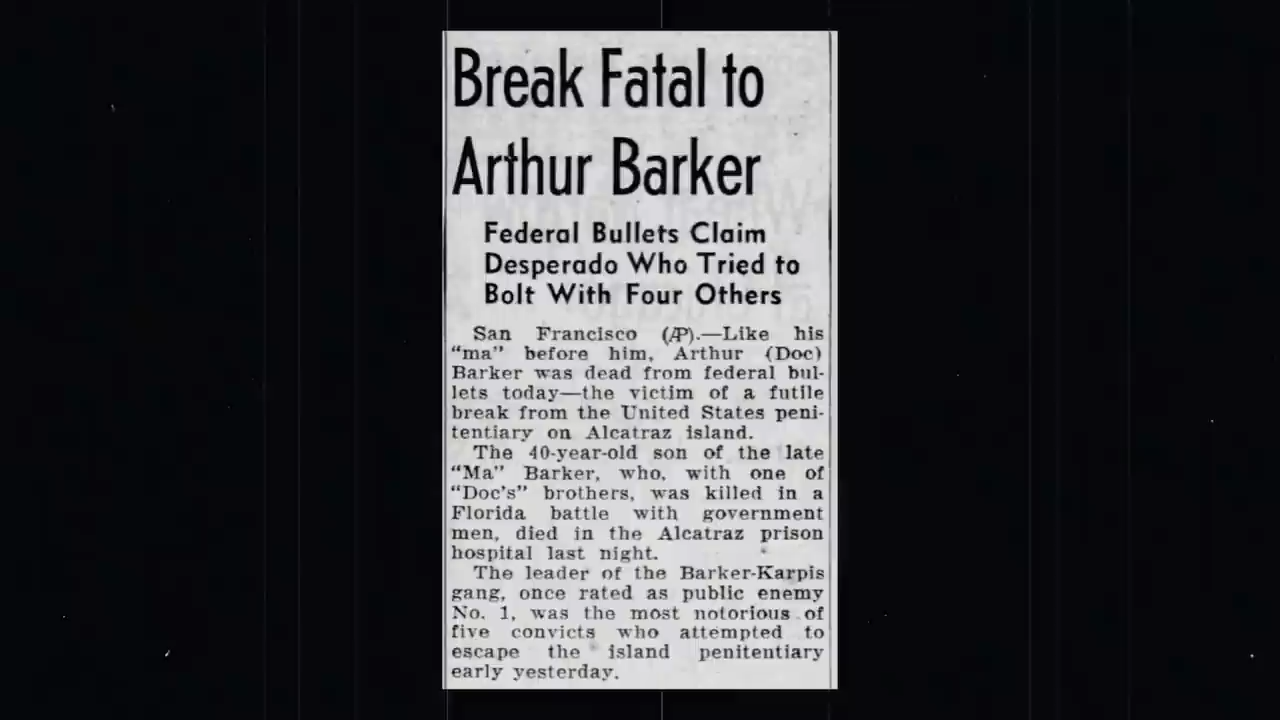 Break Fatal to
Arthur Barker
Federal Bullets Claim
Desperado Who Tried to
Bolt With Four Others
San Francisco (AP).—Like his
"ma" before him, Arthur (Doc)
Barker was dead from federal bul-
lets today—the victim of a futile
break from the United States peni-
tentiary on Alcatraz island.
The 40-year-old son of the late
"Ma" Barker, who, with one of
"Doc's" brothers, was killed in a
Florida battle with government
men, died in the Alcatraz prison
hospital last night.
The leader of the Barker-Karpis
gang, once rated as public enemy
No. 1, was the most notorious of
five convicts who attempted to
escape the island penitentiary
early yesterday.